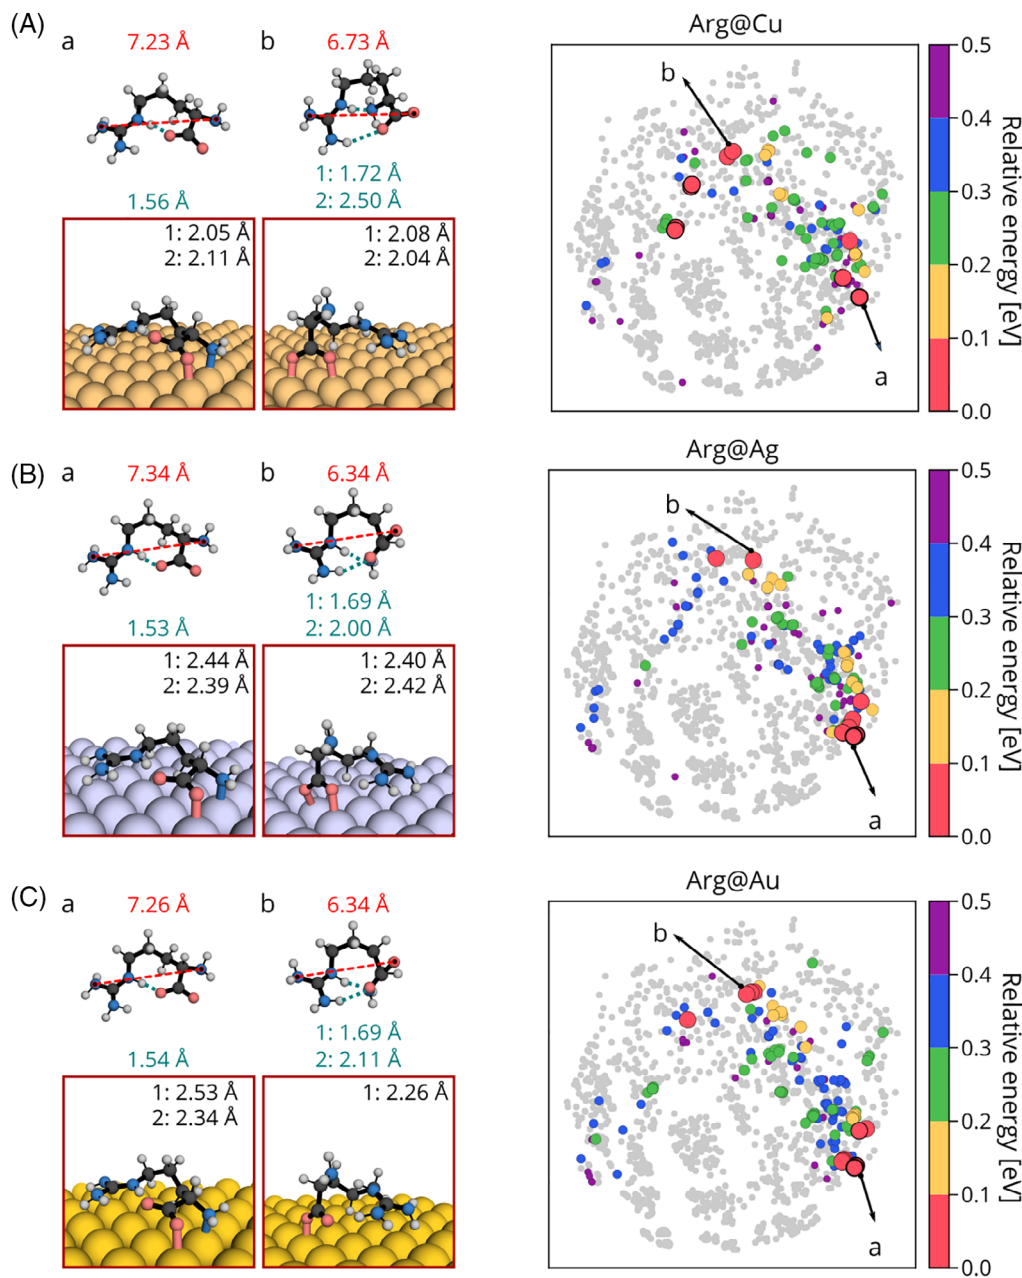 (A)
a
7.23 Å
b
6.73 Å
1.56 Å
1: 1.72 Å
2: 2.50 Å
1: 2.05 Å
2: 2.11 Å
1: 2.08 Å
2: 2.04 Å
Arg@Cu
b
a
0.5
0.4
0.3
0.2
0.1
0.0
Relative energy [eV]
(B)
a
7.34 Å
b
6.34 Å
1.53 Å
1: 1.69 Å
2: 2.00 Å
1: 2.44 Å
2: 2.39 Å
1: 2.40 Å
2: 2.42 Å
Arg@Ag
b
a
0.5
0.4
0.3
0.2
0.1
0.0
Relative energy [eV]
(C)
a
7.26 Å
b
6.34 Å
1.54 Å
1: 1.69 Å
2: 2.11 Å
1: 2.53 Å
2: 2.34 Å
1: 2.26 Å
Arg@Au
b
a
0.5
0.4
0.3
0.2
0.1
0.0
Relative energy [eV]